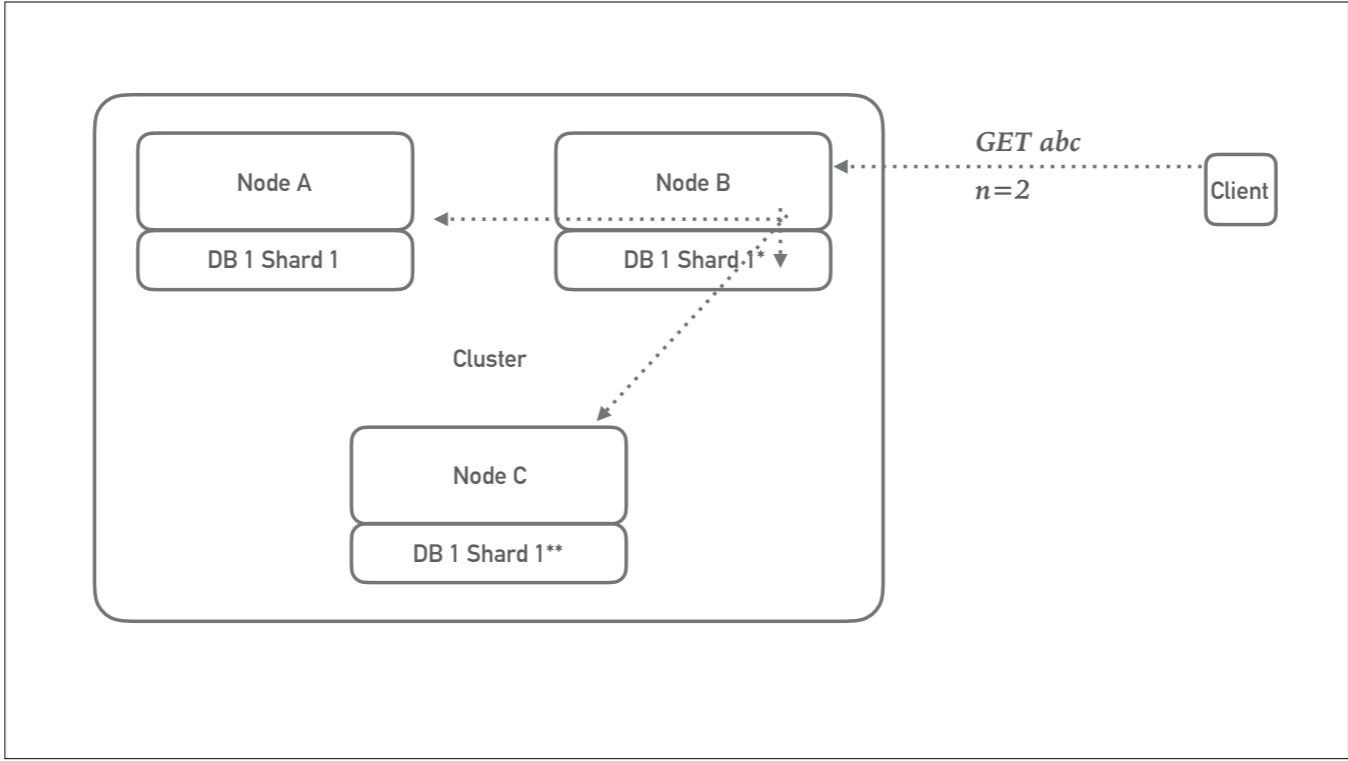 GET abc
n=2
Client
Node A
Node B
DB 1 Shard 1
DB 1 Shard 1*
Cluster
Node C
DB 1 Shard 1**